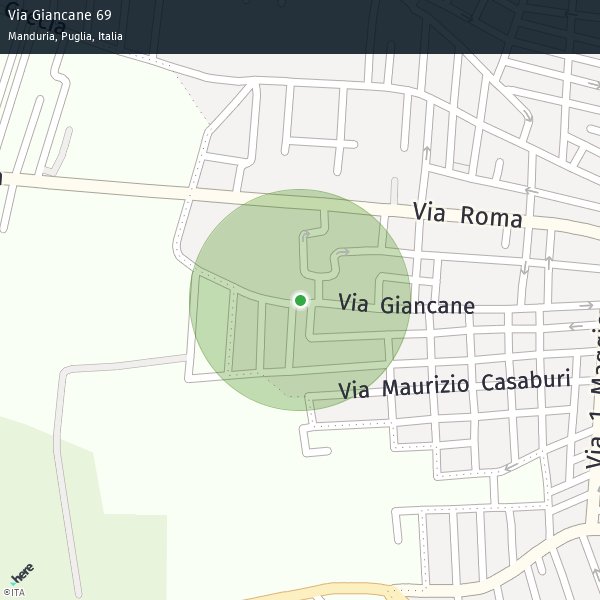 Via Giancane 69
Manduria, Puglia, Italia
Via Roma
Via Giancane
Via Maurizio Casaburi
Via 1 Maggio
here
©ITA